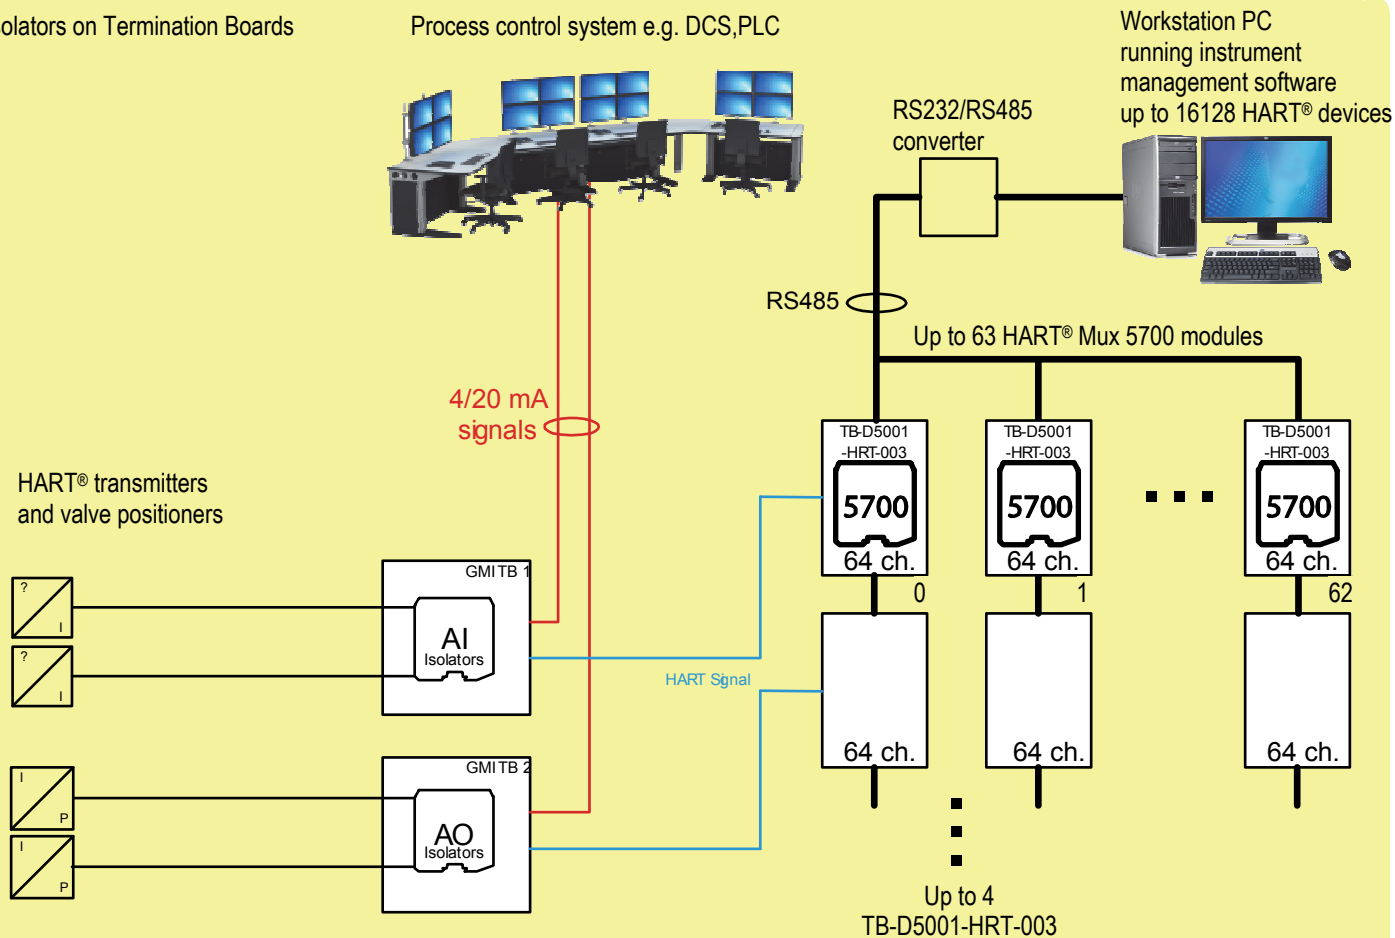 olators on Termination Boards
Process control system e.g. DCS,PLC
Workstation PC
running instrument
management software
up to 16128 HART® devices
RS232/RS485
converter
RS485
Up to 63 HART® Mux 5700 modules
4/20 mA
signals
HART® transmitters
and valve positioners
TB-D5001
-HRT-003
5700
64 ch.
0
TB-D5001
-HRT-003
5700
64 ch.
1
TB-D5001
-HRT-003
5700
64 ch.
62
? I
? I
GMI TB 1
AI
Isolators
HART Signal
64 ch.
64 ch.
64 ch.
I P
I P
GMI TB 2
AO
Isolators
Up to 4
TB-D5001-HRT-003